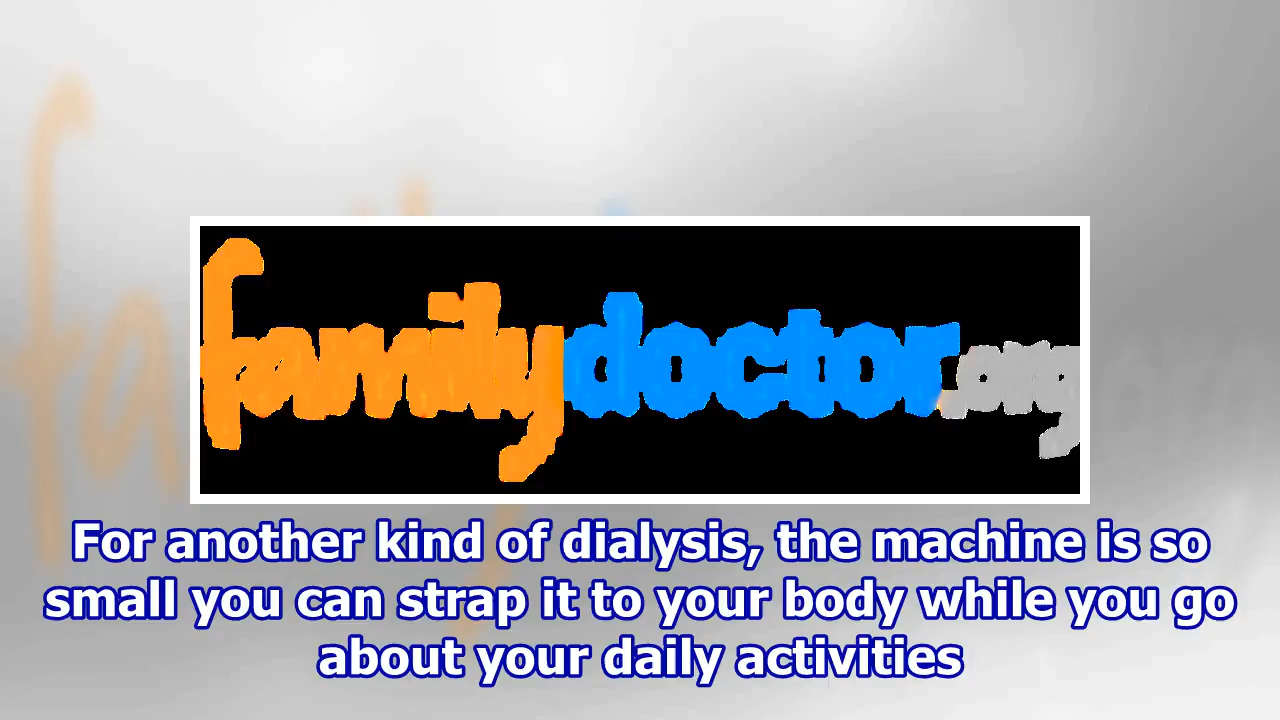 familydoctor.org
For another kind of dialysis, the machine is so
small you can strap it to your body while you go
about your daily activities